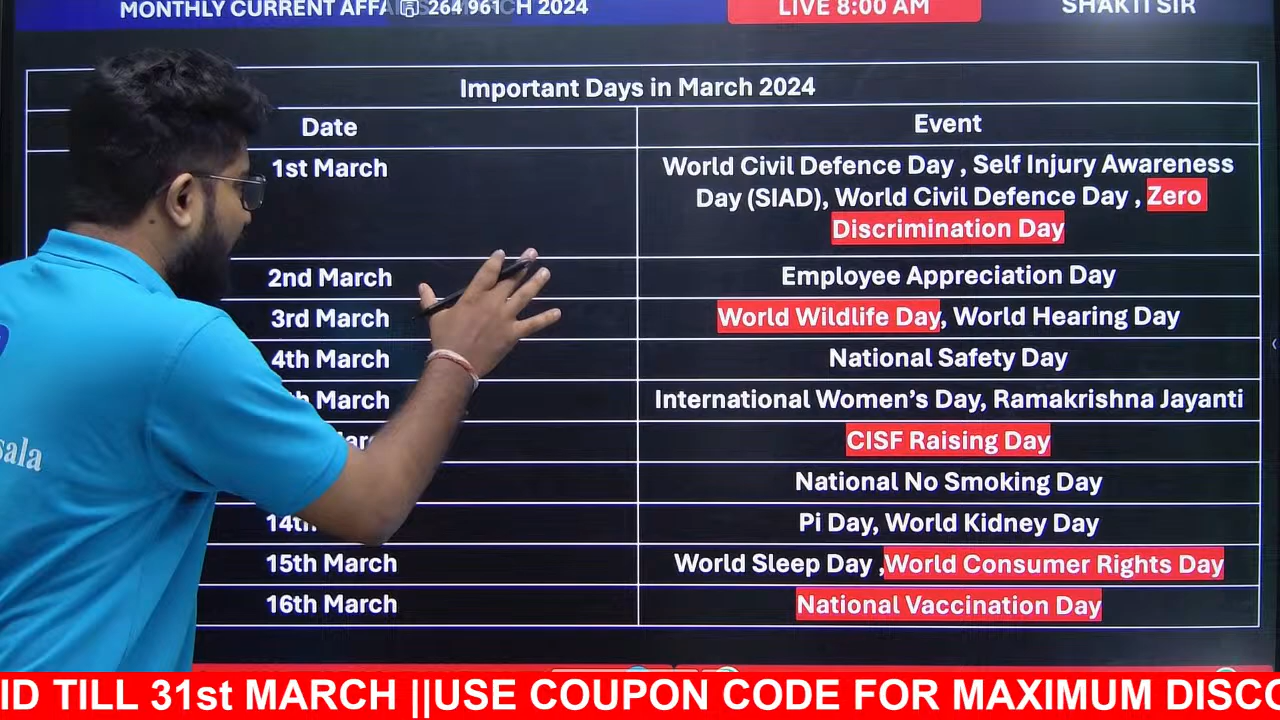 MONTHLY CURRENT AFFA 264 961 CH 2024
LIVE 8:00 AM
SHAKTI SIR
Important Days in March 2024
Date
Event
1st March
World Civil Defence Day , Self Injury Awareness
Day (SIAD), World Civil Defence Day , Zero
Discrimination Day
2nd March
Employee Appreciation Day
3rd March
World Wildlife Day, World Hearing Day
4th March
National Safety Day
March
International Women's Day, Ramakrishna Jayanti
CISF Raising Day
National No Smoking Day
14th
Pi Day, World Kidney Day
15th March
World Sleep Day ,World Consumer Rights Day
16th March
National Vaccination Day
sala
ID TILL 31st MARCH ||USE COUPON CODE FOR MAXIMUM DISCO